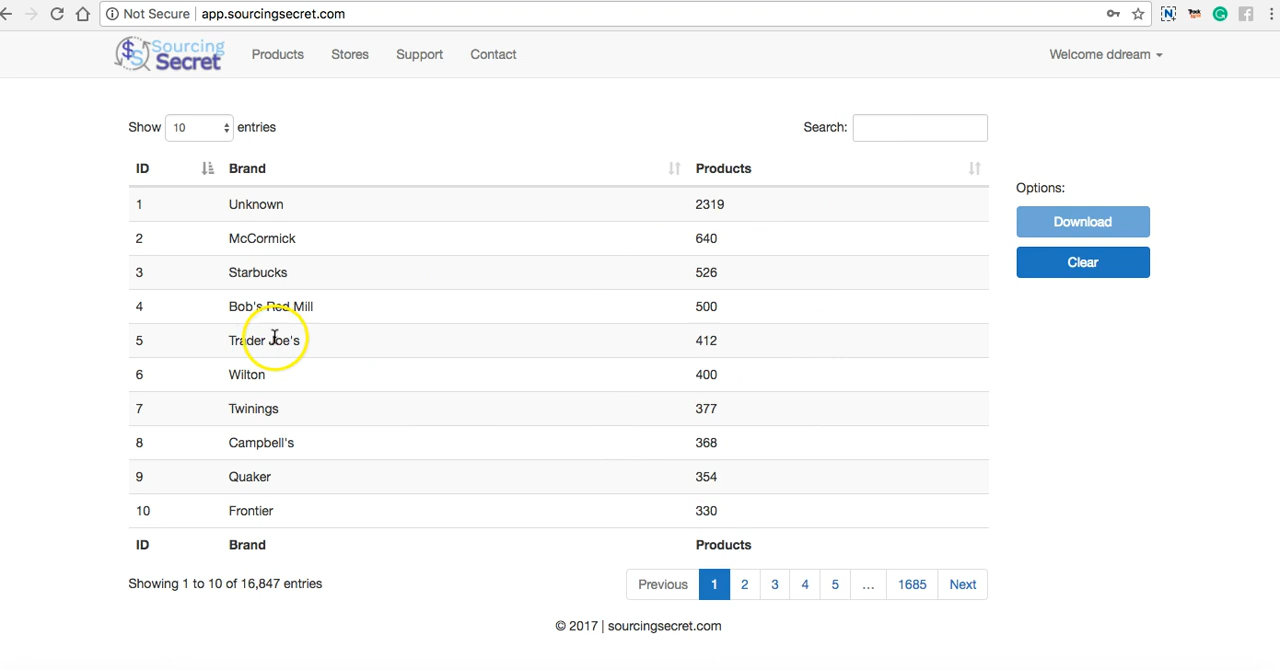 Not Secure | app.sourcingsecret.com
Sourcing Secret Products Stores Support Contact Welcome ddream
Show 10 entries Search:
ID Brand Products
Options:
1 Unknown 2319
Download
2 McCormick 640
Clear
3 Starbucks 526
4 Bob's Red Mill 500
5 Trader Joe's 412
6 Wilton 400
7 Twinings 377
8 Campbell's 368
9 Quaker 354
10 Frontier 330
ID Brand Products
Showing 1 to 10 of 16,847 entries Previous 1 2 3 4 5 ... 1685 Next
© 2017 | sourcingsecret.com